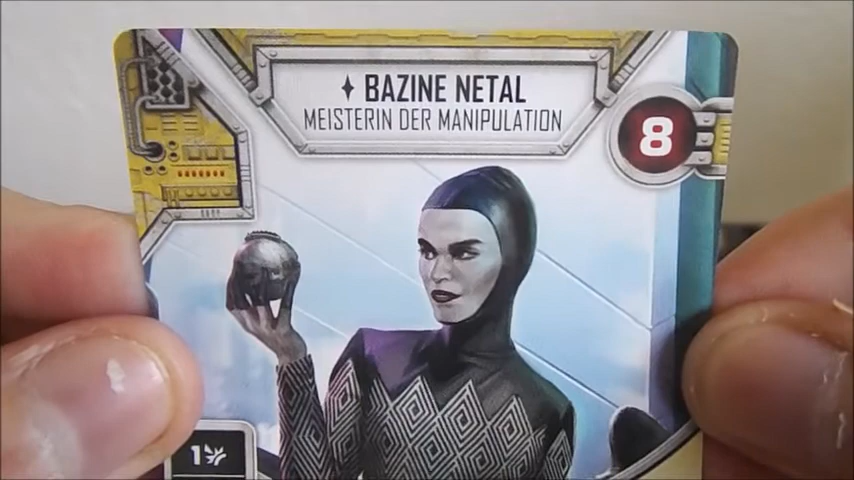 BAZINE NETAL
MEISTERIN DER MANIPULATION
8
1